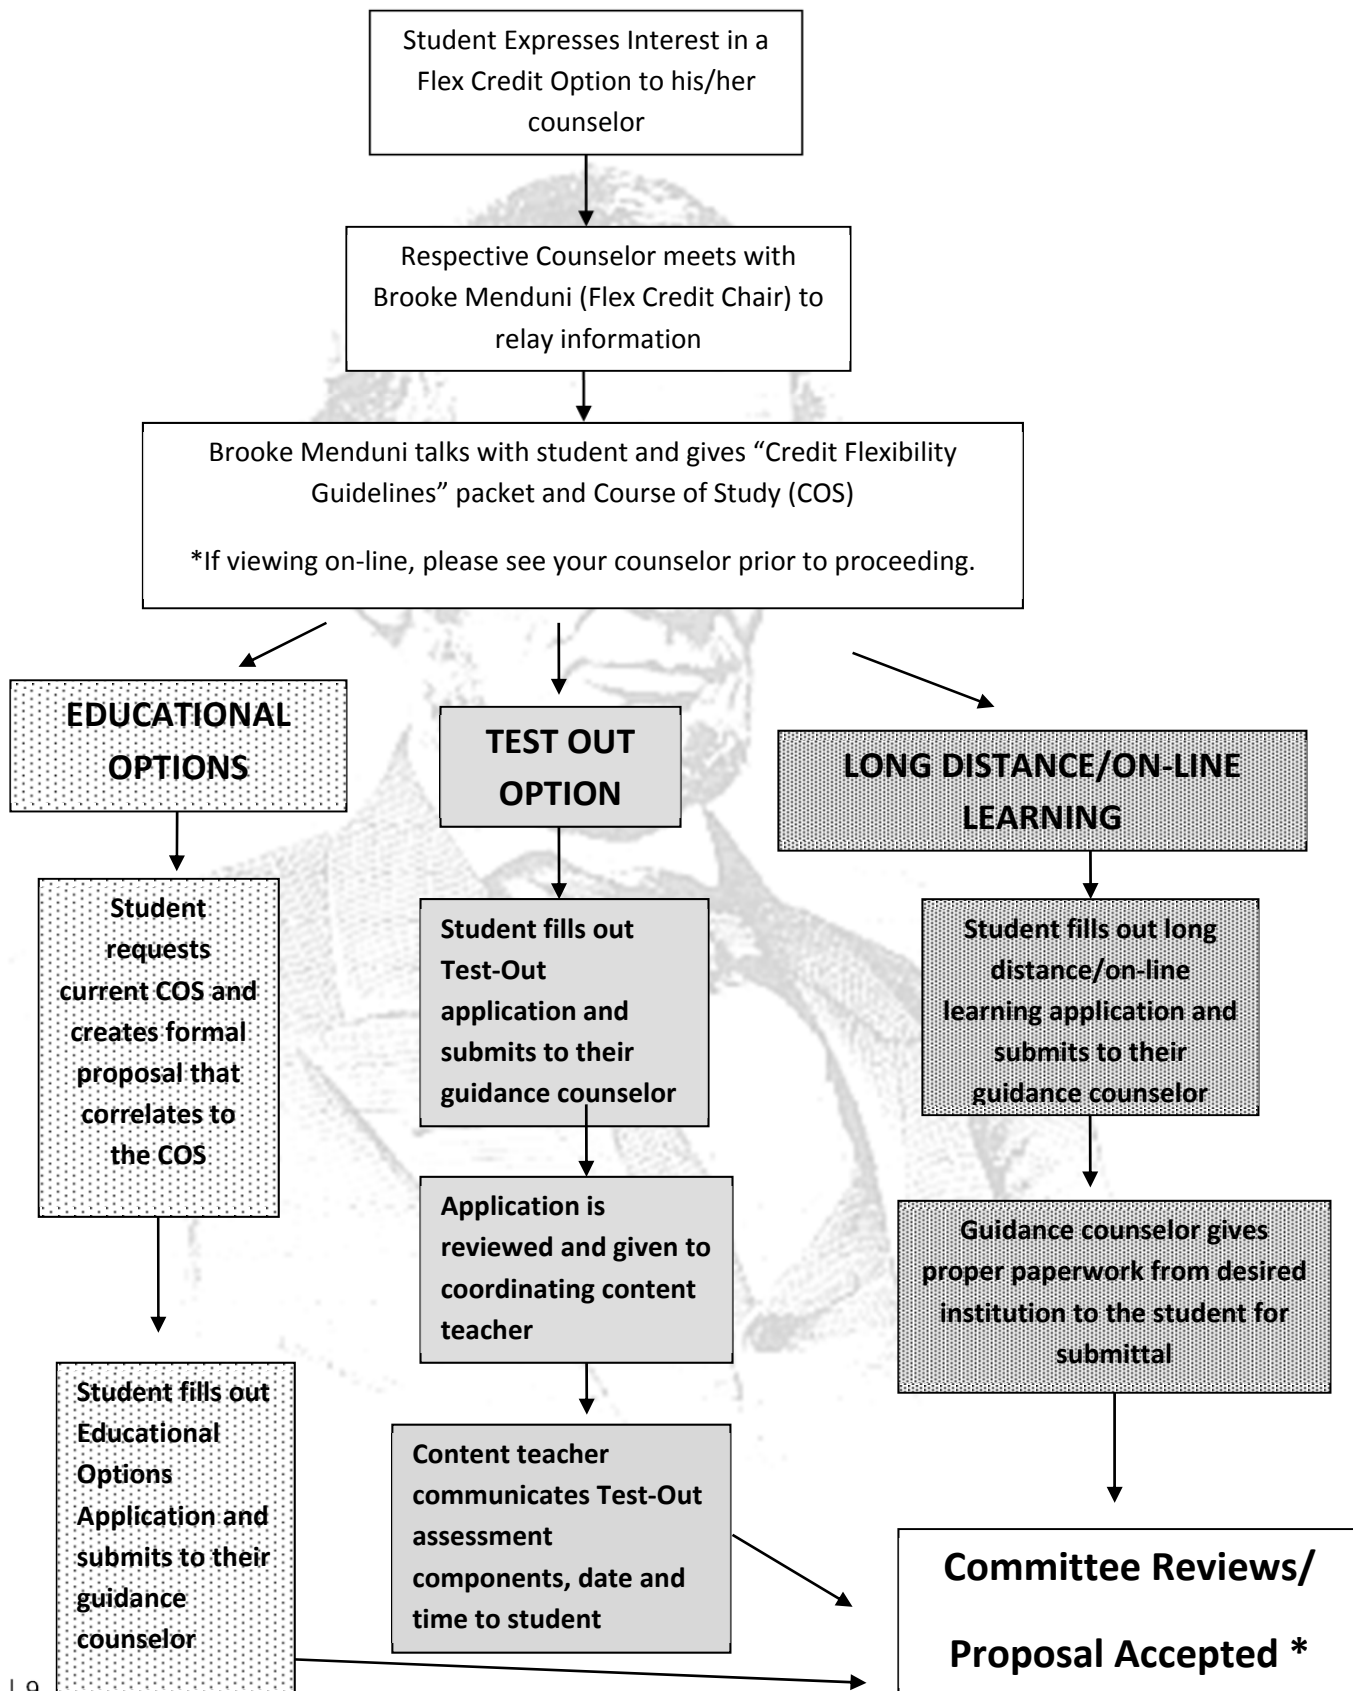 Student Expresses Interest in a
Flex Credit Option to his/her
counselor
Respective Counselor meets with
Brooke Menduni (Flex Credit Chair) to
relay information
Brooke Menduni talks with student and gives “Credit Flexibility
Guidelines” packet and Course of Study (COS)
*If viewing on-line, please see your counselor prior to proceeding.
EDUCATIONAL
OPTIONS
TEST OUT
OPTION
LONG DISTANCE/ON-LINE
LEARNING
Student
requests
current COS and
creates formal
proposal that
correlates to
the COS
Student fills out
Test-Out
application and
submits to their
guidance counselor
Student fills out long
distance/on-line
learning application and
submits to their
guidance counselor
Application is
reviewed and given to
coordinating content
teacher
Guidance counselor gives
proper paperwork from desired
institution to the student for
submittal
Student fills out
Educational
Options
Application and
submits to their
guidance
counselor
Content teacher
communicates Test-Out
assessment
components, date and
time to student
Committee Reviews/
Proposal Accepted *
| 9